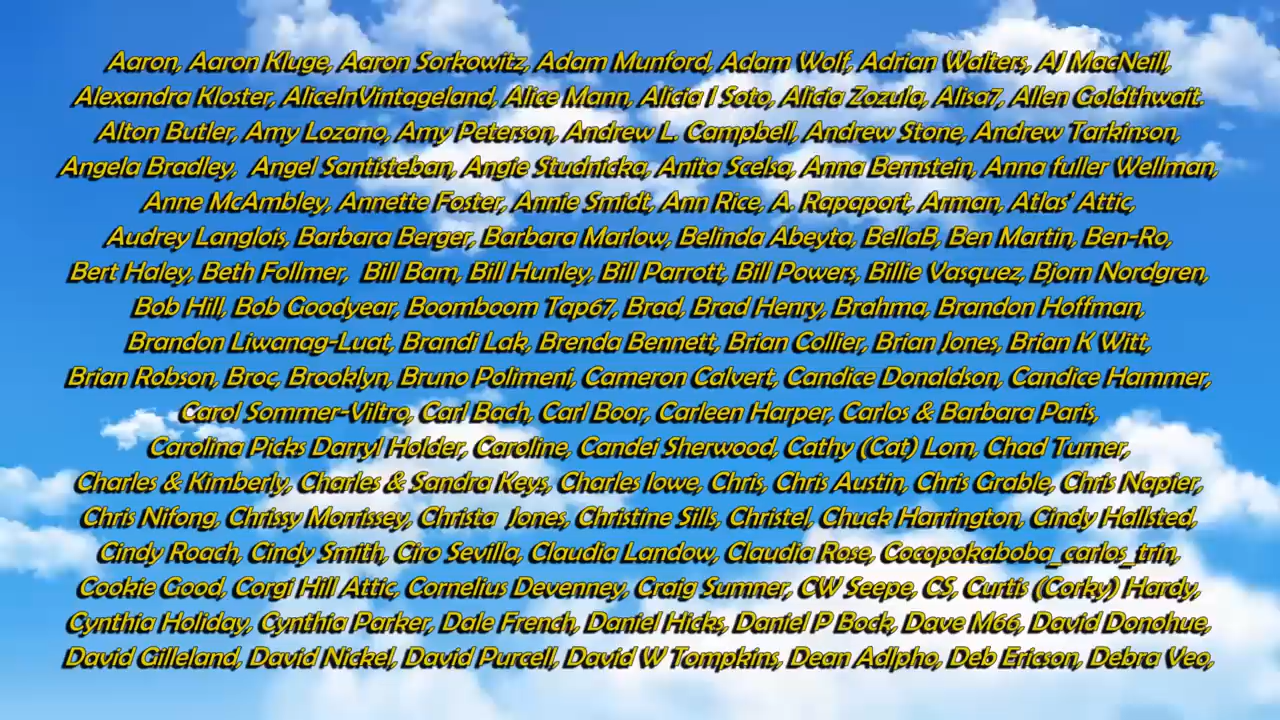 Aaron, Aaron Kluge, Aaron Sorkowitz, Adam Munford, Adam Wolf, Adrian Walters, AJ MacNeill,
Alexandra Kloster, AliceInVintageland, Alice Mann, Alicia I Soto, Alicia Zozula, Alisa7, Allen Goldthwait.
Alton Butler, Amy Lozano, Amy Peterson, Andrew L. Campbell, Andrew Stone, Andrew Tarkinson,
Angela Bradley,  Angel Santisteban, Angie Studnicka, Anita Scelsa, Anna Bernstein, Anna fuller Wellman,
Anne McAmbley, Annette Foster, Annie Smidt, Ann Rice, A. Rapaport, Arman, Atlas' Attic,
Audrey Langlois, Barbara Berger, Barbara Marlow, Belinda Abeyta, BellaB, Ben Martin, Ben-Ro,
Bert Haley, Beth Follmer,  Bill Bam, Bill Hunley, Bill Parrott, Bill Powers, Billie Vasquez, Bjorn Nordgren,
Bob Hill, Bob Goodyear, Boomboom Tap67, Brad, Brad Henry, Brahma, Brandon Hoffman,
Brandon Liwanag-Luat, Brandi Lak, Brenda Bennett, Brian Collier, Brian Jones, Brian K Witt,
Brian Robson, Broc, Brooklyn, Bruno Polimeni, Cameron Calvert, Candice Donaldson, Candice Hammer,
Carol Sommer-Viltro, Carl Bach, Carl Boor, Carleen Harper, Carlos & Barbara Paris,
Carolina Picks Darryl Holder, Caroline, Candei Sherwood, Cathy (Cat) Lom, Chad Turner,
Charles & Kimberly, Charles & Sandra Keys, Charles lowe, Chris, Chris Austin, Chris Grable, Chris Napier,
Chris Nifong, Chrissy Morrissey, Christa  Jones, Christine Sills, Christel, Chuck Harrington, Cindy Hallsted,
Cindy Roach, Cindy Smith, Ciro Sevilla, Claudia Landow, Claudia Rose, Cocopokaboba_carlos_trin,
Cookie Good, Corgi Hill Attic, Cornelius Devenney, Craig Sumner, CW Seepe, CS, Curtis (Corky) Hardy,
Cynthia Holiday, Cynthia Parker, Dale French, Daniel Hicks, Daniel P Bock, Dave M66, David Donohue,
David Gilleland, David Nickel, David Purcell, David W Tompkins, Dean Adlpho, Deb Ericson, Debra Veo,